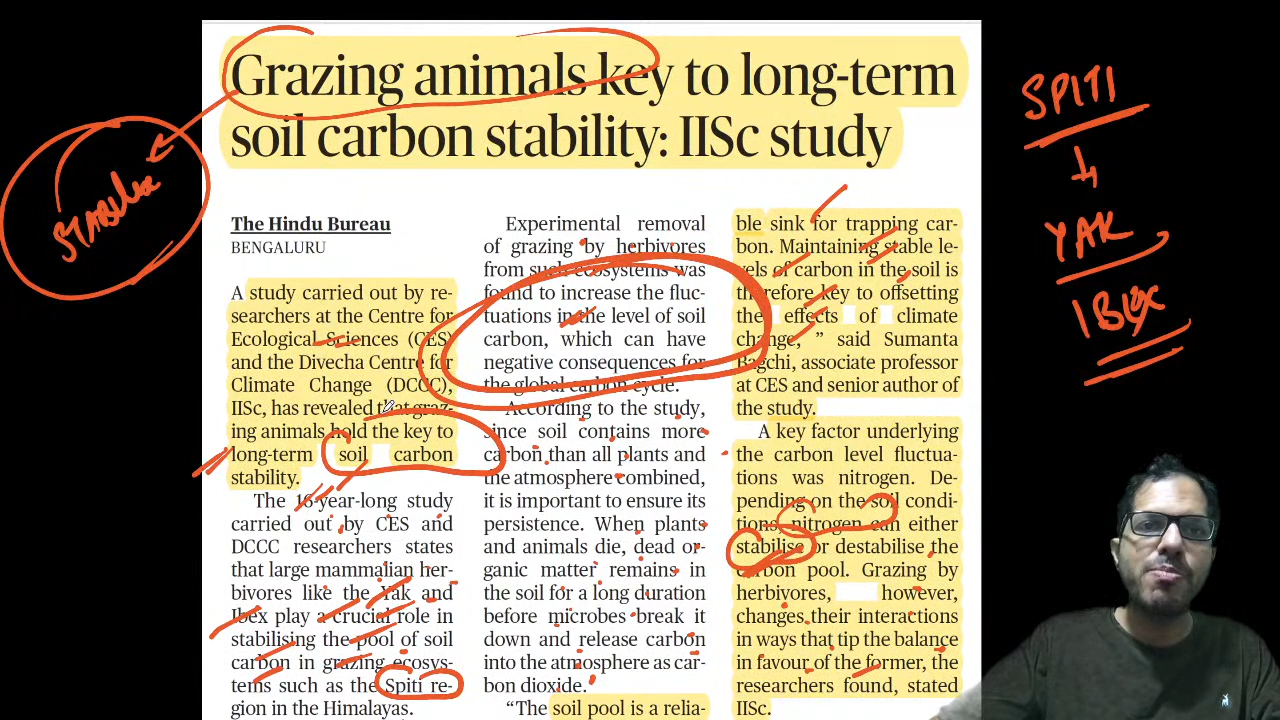 Grazing animals key to long-term
soil carbon stability: IISc study
The Hindu Bureau
BENGALURU
A study carried out by re-
searchers at the Centre for
Ecological Sciences (CES)
and the Divecha Centre for
Climate Change (DCCC),
IISc, has revealed that graz-
ing animals hold the key to
long-term soil carbon
stability.
The 16-year-long study
carried out by CES and
DCCC researchers states
that large mammalian her-
bivores like the Yak and
Ibex play a crucial role in
stabilising the pool of soil
carbon in grazing ecosys-
tems such as the Spiti re-
gion in the Himalayas.
Experimental removal
of grazing by herbivores
from such ecosystems was
found to increase the fluc-
tuations in the level of soil
carbon, which can have
negative consequences for
the global carbon cycle.
According to the study,
since soil contains more
carbon than all plants and
the atmosphere combined,
it is important to ensure its
persistence. When plants
and animals die, dead or-
ganic matter remains in
the soil for a long duration
before microbes break it
down and release carbon
into the atmosphere as car-
bon dioxide.
"The soil pool is a relia-
ble sink for trapping car-
bon. Maintaining stable le-
vels of carbon in the soil is
therefore key to offsetting
the effects of climate
change, " said Sumanta
Bagchi, associate professor
at CES and senior author of
the study.
A key factor underlying
the carbon level fluctua-
tions was nitrogen. De-
pending on the soil condi-
tions, nitrogen can either
stabilise or destabilise the
carbon pool. Grazing by
herbivores, however,
changes their interactions
in ways that tip the balance
in favour of the former, the
researchers found, stated
IISc.
SPITI
YAK
IBEX